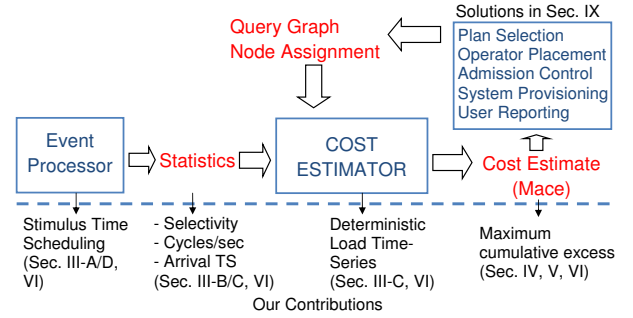 Solutions in Sec. IX
Query Graph
Node Assignment
Plan Selection
Operator Placement
Admission Control
System Provisioning
User Reporting
Event
Processor
Statistics
COST
ESTIMATOR
Cost Estimate
(Mace)
Stimulus Time
Scheduling
(Sec. III-A/D,
VI)
- Selectivity
- Cycles/sec
- Arrival TS
(Sec. III-B/C, VI)
Deterministic
Load Time-
Series
(Sec. III-C, VI)
Maximum
cumulative excess
(Sec. IV, V, VI)
Our Contributions